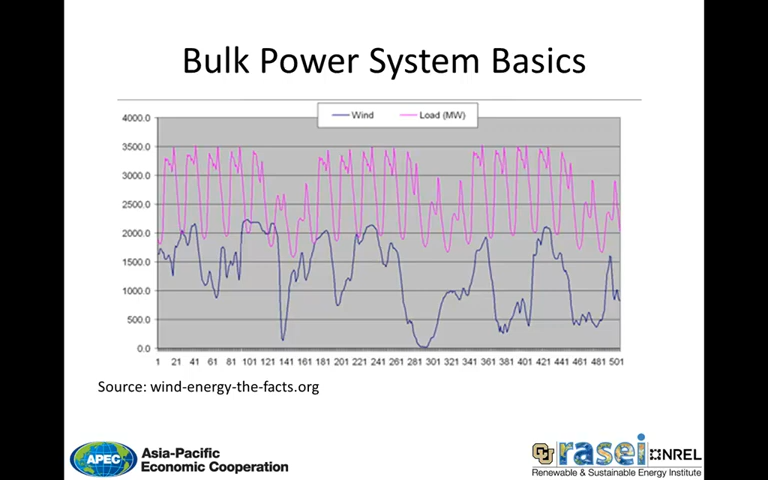 Bulk Power System Basics
Wind Load (MW)
4000.0
3500.0
3000.0
2500.0
2000.0
1500.0
1000.0
500.0
0.0
1 21 41 61 81 101 121 141 161 181 201 221 241 261 281 301 321 341 361 381 401 421 441 461 481 501
Source: wind-energy-the-facts.org
APEC
Asia-Pacific
Economic Cooperation
CU
rasei
NREL
Renewable & Sustainable Energy Institute